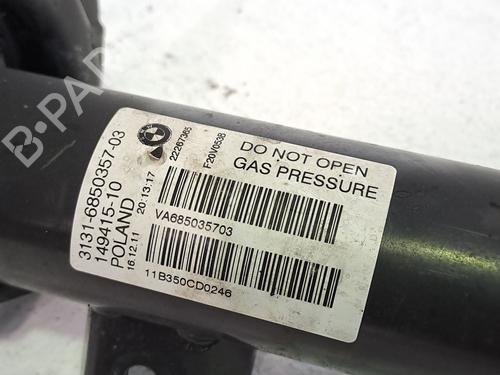 B-PARTS
3131-6850357-03
149415-10
POLAND
16.12.11
20:13:17
22267365
F20V0538
DO NOT OPEN
GAS PRESSURE
VA685035703
11B350CD0246